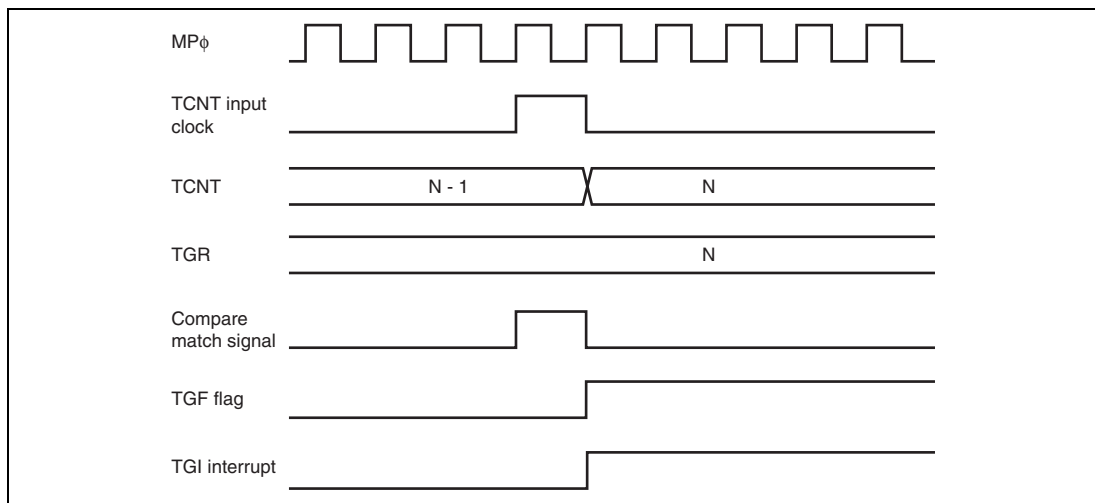 MPϕ
TCNT input
clock
TCNT
N - 1
N
TGR
N
Compare
match signal
TGF flag
TGI interrupt